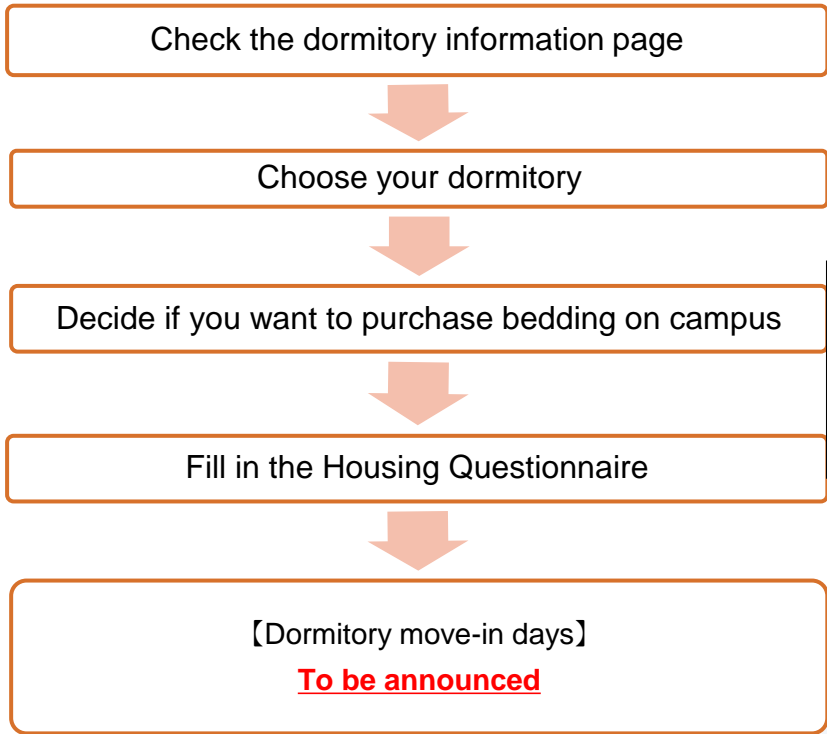 Check the dormitory information page
Choose your dormitory
Decide if you want to purchase bedding on campus
Fill in the Housing Questionnaire
【Dormitory move-in days】
To be announced